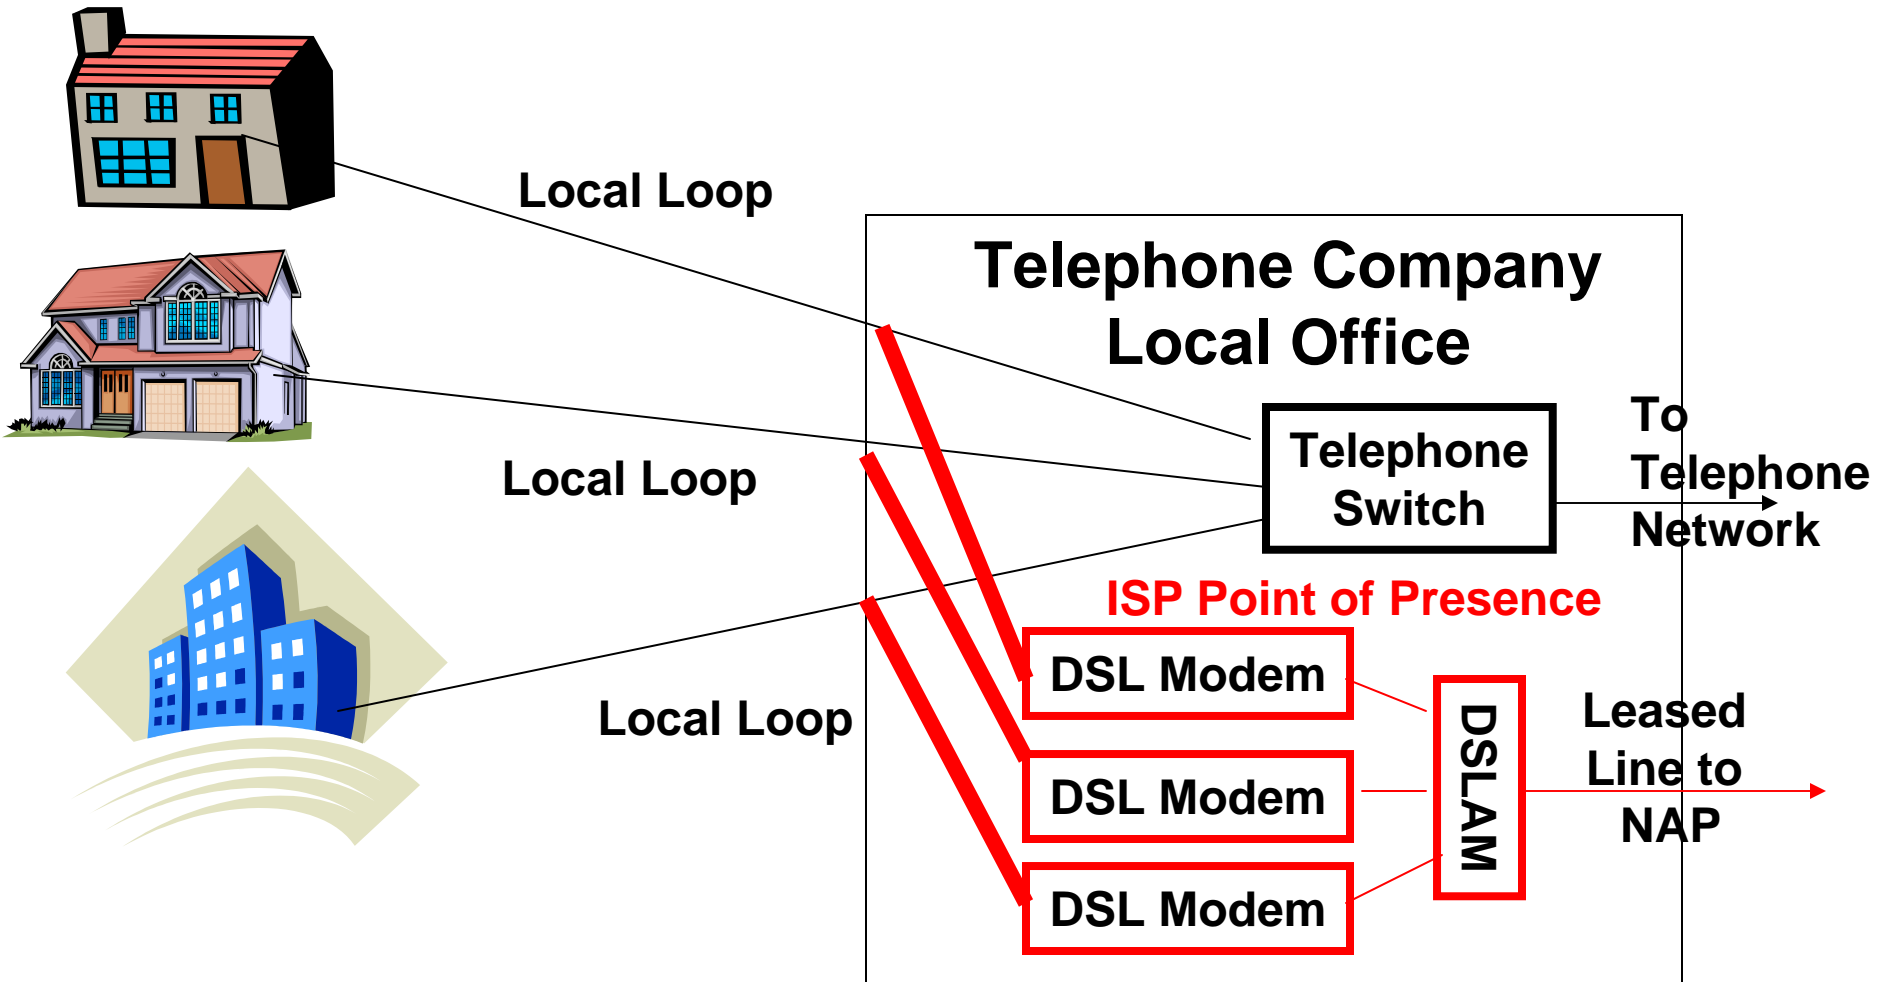 Local Loop
Telephone Company
Local Office
To
Telephone
Network
Telephone
Switch
Local Loop
ISP Point of Presence
DSL Modem
Local Loop
DSLAM
Leased
Line to
NAP
DSL Modem
DSL Modem